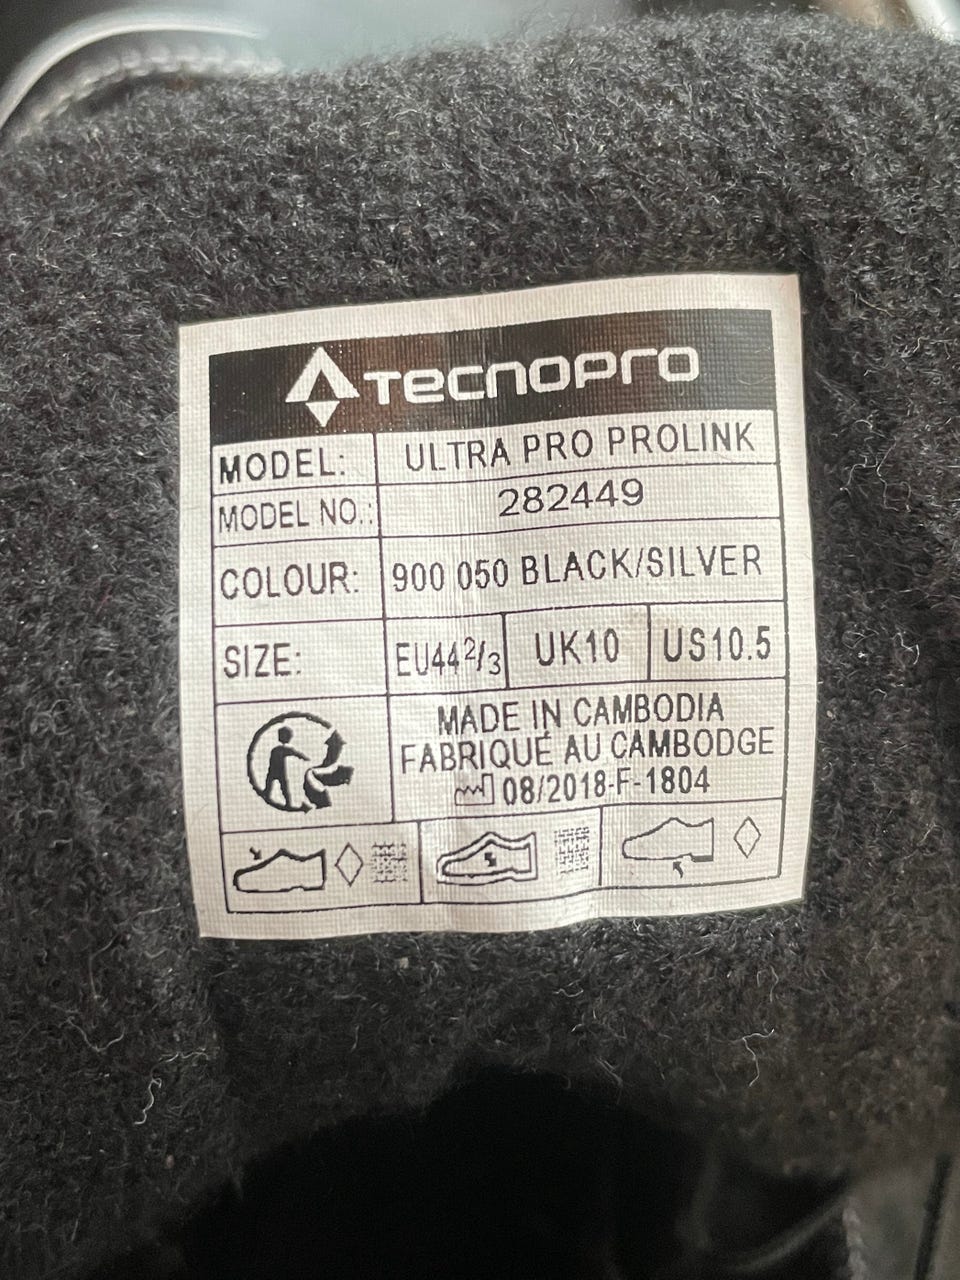 TECNOPRO
MODEL: ULTRA PRO PROLINK
MODEL NO.: 282449
COLOUR: 900 050 BLACK/SILVER
SIZE: EU44 2/3 UK10 US10.5
MADE IN CAMBODIA
FABRIQUÉ AU CAMBODGE
08/2018-F-1804